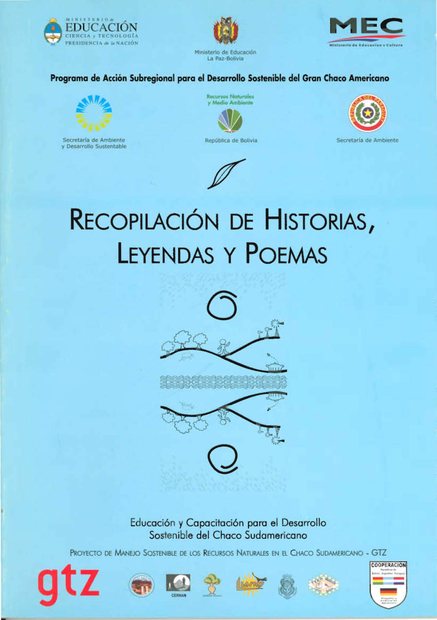 MINISTERIO de
EDUCACIÓN
CIENCIA y TECNOLOGÍA
PRESIDENCIA de la NACIÓN
Ministerio de Educación
La Paz-Bolivia
MEC
Ministerio de Educación y Cultura
Programa de Acción Subregional para el Desarrollo Sostenible del Gran Chaco Americano
Secretaría de Ambiente
y Desarrollo Sustentable
Recursos Naturales
y Medio Ambiente
República de Bolivia
Secretaría de Ambiente
RECOPILACIÓN DE HISTORIAS,
LEYENDAS Y POEMAS
Educación y Capacitación para el Desarrollo
Sostenible del Chaco Sudamericano
PROYECTO DE MANEJO SOSTENIBLE DE LOS RECURSOS NATURALES EN EL CHACO SUDAMERICANO - GTZ
gtz
CERNAN
COOPERACIÓN